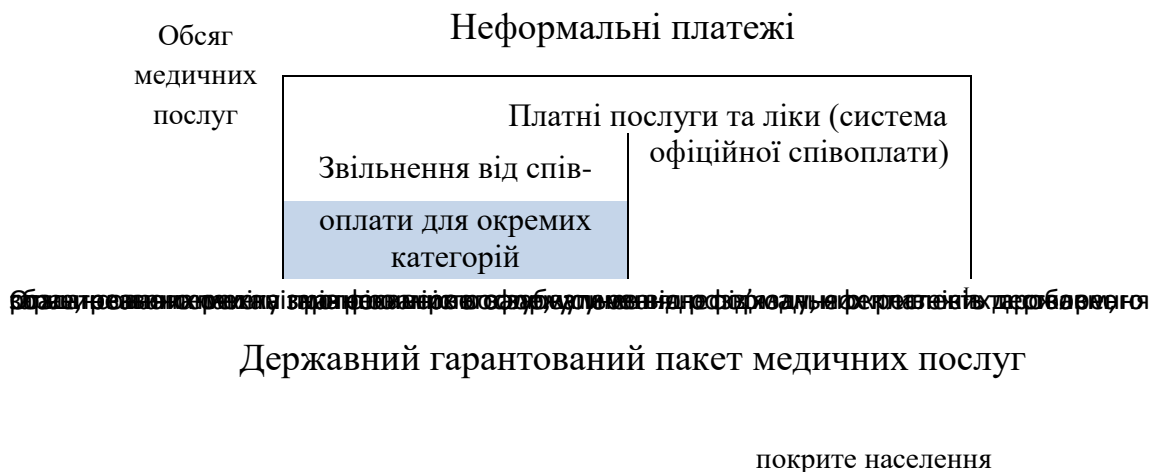 Неформальні платежі
Обсяг
медичних
послуг
Платні послуги та ліки (система
офіційної співоплати)
Звільнення від спів-
оплати для окремих
категорій
Державний гарантований пакет медичних послуг
покрите населення